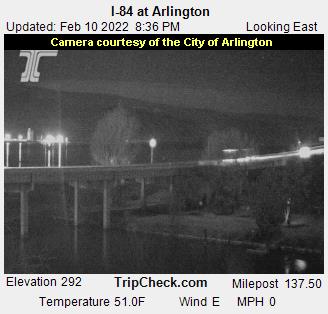 I-84 at Arlington
Updated: Feb 10 2022 8:36 PM Looking East
Camera courtesy of the City of Arlington
Elevation 292 TripCheck.com Milepost 137.50
Temperature 51.0F Wind E MPH 0